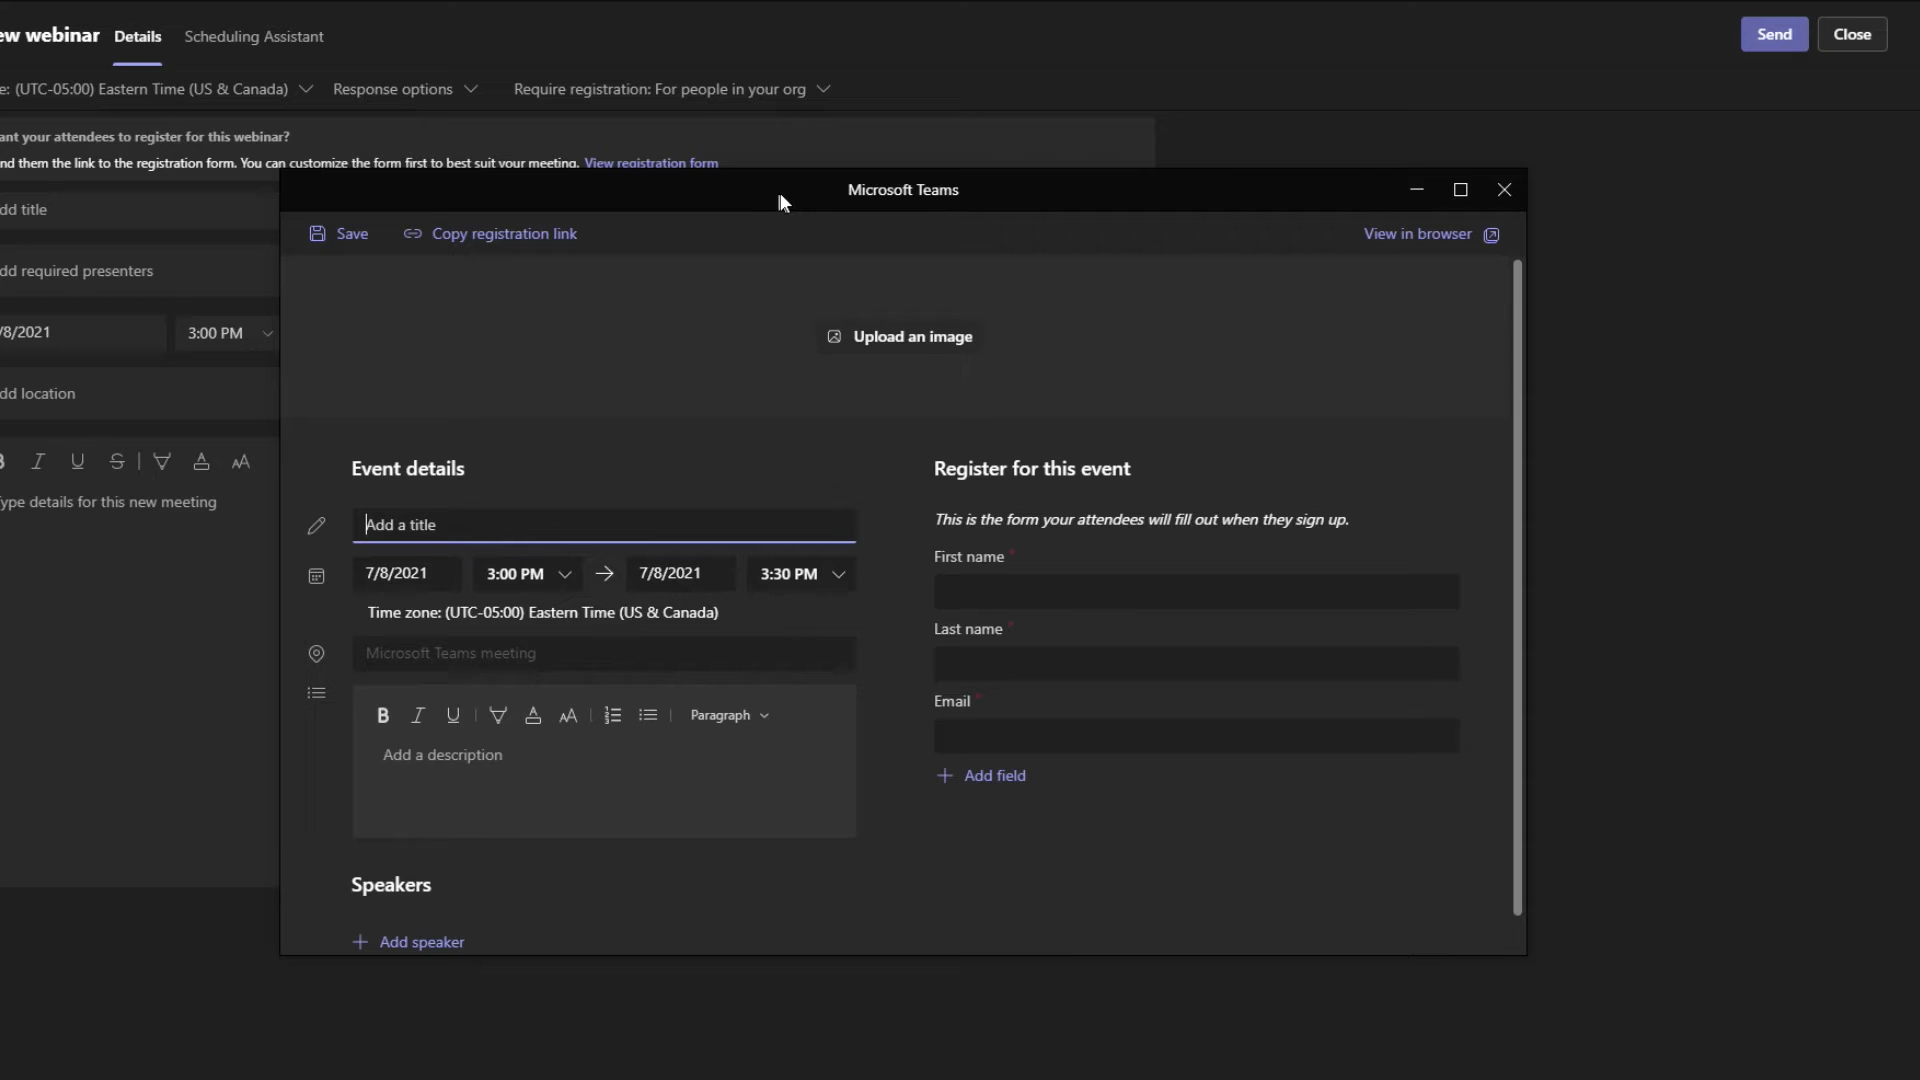 ew webinar Details Scheduling Assistant Send Close
e: (UTC-05:00) Eastern Time (US & Canada) Response options Require registration: For people in your org
ant your attendees to register for this webinar?
nd them the link to the registration form. You can customize the form first to best suit your meeting. View registration form
Microsoft Teams
dd title
Save Copy registration link View in browser
dd required presenters
/8/2021 3:00 PM
Upload an image
dd location
Event details
Register for this event
ype details for this new meeting
Add a title
This is the form your attendees will fill out when they sign up.
First name *
7/8/2021 3:00 PM → 7/8/2021 3:30 PM
Time zone: (UTC-05:00) Eastern Time (US & Canada)
Last name *
Microsoft Teams meeting
Email *
B I U A AA Paragraph
Add a description
Add field
Speakers
Add speaker